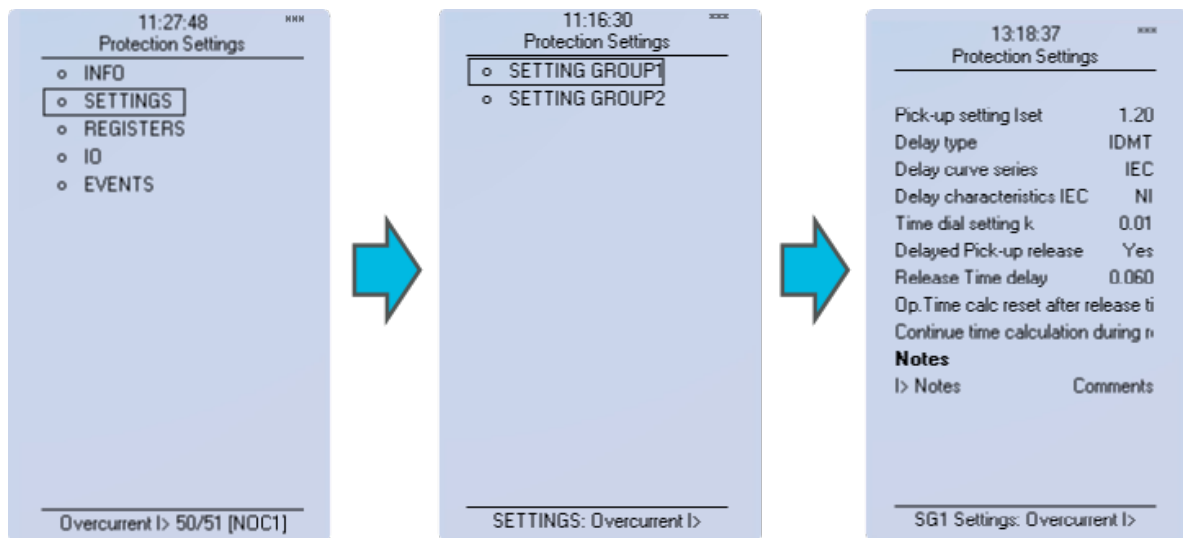 11:27:48
Protection Settings
INFO
SETTINGS
REGISTERS
IO
EVENTS
Overcurrent I> 50/51 [NOC1]
11:16:30
Protection Settings
SETTING GROUP1
SETTING GROUP2
SETTINGS: Overcurrent I>
13:18:37
Protection Settings
Pick-up setting Iset 1.20
Delay type IDMT
Delay curve series IEC
Delay characteristics IEC NI
Time dial setting k 0.01
Delayed Pick-up release Yes
Release Time delay 0.060
Op.Time calc reset after release ti
Continue time calculation during r
Notes
I> Notes Comments
SG1 Settings: Overcurrent I>